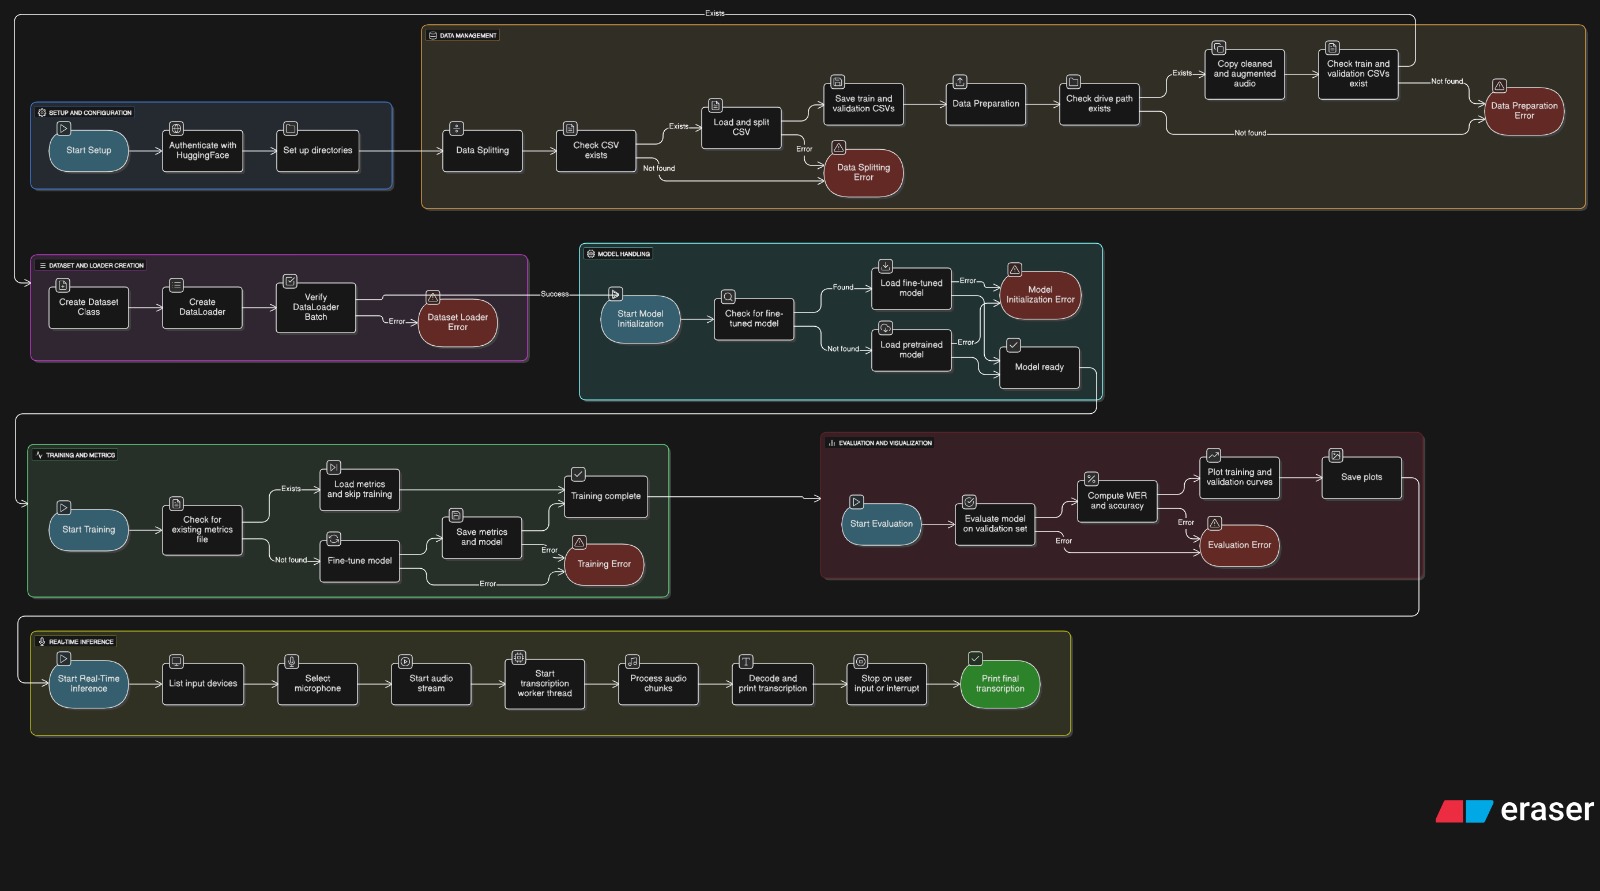 Exists
DATA MANAGEMENT
Copy cleaned
and augmented
audio
Check train and
validation CSVs
exist
Exists
Not found
Save train and
validation CSVs
Data Preparation
Check drive path
exists
Data Preparation
Error
Not found
SETUP AND CONFIGURATION
Start Setup
Authenticate with
HuggingFace
Set up directories
Data Splitting
Check CSV
exists
Exists
Not found
Load and split
CSV
Error
Data Splitting
Error
DATASET AND LOADER CREATION
Create Dataset
Class
Create
DataLoader
Verify
DataLoader
Batch
Error
Dataset Loader
Error
Success
MODEL HANDLING
Start Model
Initialization
Check for fine-
tuned model
Found
Not found
Load fine-tuned
model
Load pretrained
model
Error
Error
Model
Initialization Error
Model ready
TRAINING AND METRICS
Start Training
Check for
existing metrics
file
Exists
Not found
Load metrics
and skip training
Fine-tune model
Save metrics
and model
Error
Error
Training complete
Training Error
EVALUATION AND VISUALIZATION
Start Evaluation
Evaluate model
on validation set
Error
Compute WER
and accuracy
Error
Plot training and
validation curves
Evaluation Error
Save plots
REAL-TIME INFERENCE
Start Real-Time
Inference
List input devices
Select
microphone
Start audio
stream
Start
transcription
worker thread
Process audio
chunks
Decode and
print transcription
Stop on user
input or interrupt
Print final
transcription
eraser